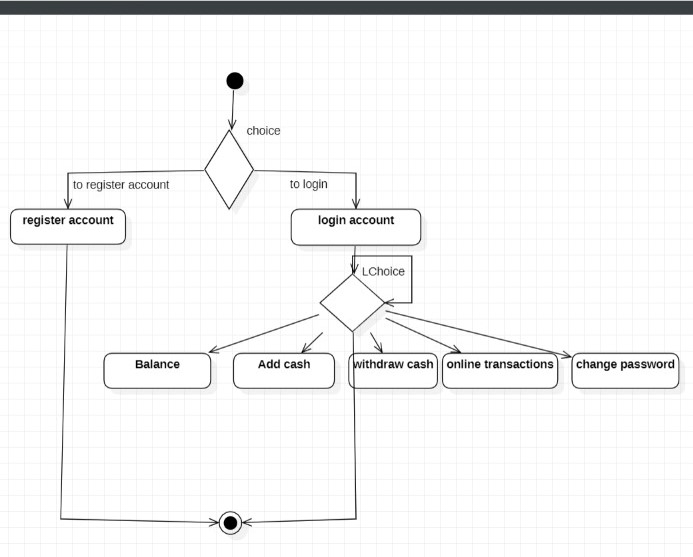 choice
to register account
to login
register account
login account
LChoice
Balance
Add cash
withdraw cash
online transactions
change password